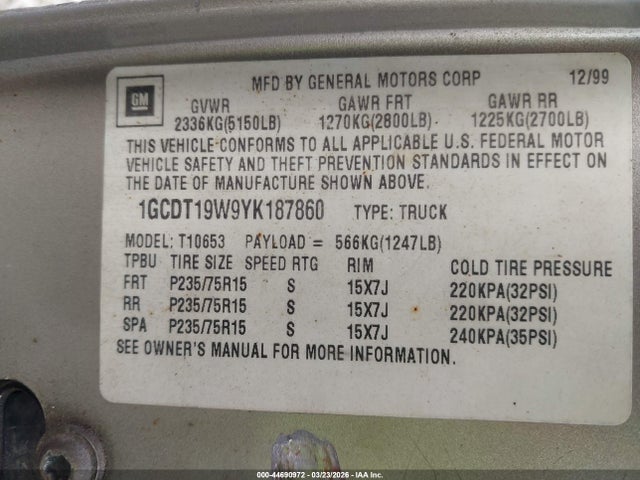 MFD BY GENERAL MOTORS CORP 12/99
GM
GVWR GAWR FRT GAWR RR
2336KG(5150LB) 1270KG(2800LB) 1225KG(2700LB)
THIS VEHICLE CONFORMS TO ALL APPLICABLE U.S. FEDERAL MOTOR
VEHICLE SAFETY AND THEFT PREVENTION STANDARDS IN EFFECT ON
THE DATE OF MANUFACTURE SHOWN ABOVE.
1GCDT19W9YK187860 TYPE: TRUCK
MODEL: T10653 PAYLOAD = 566KG(1247LB)
TPBU TIRE SIZE SPEED RTG RIM COLD TIRE PRESSURE
FRT P235/75R15 S 15X7J 220KPA(32PSI)
RR P235/75R15 S 15X7J 220KPA(32PSI)
SPA P235/75R15 S 15X7J 240KPA(35PSI)
SEE OWNER'S MANUAL FOR MORE INFORMATION.
000-44690972 - 03/23/2026 - www.iaai.com